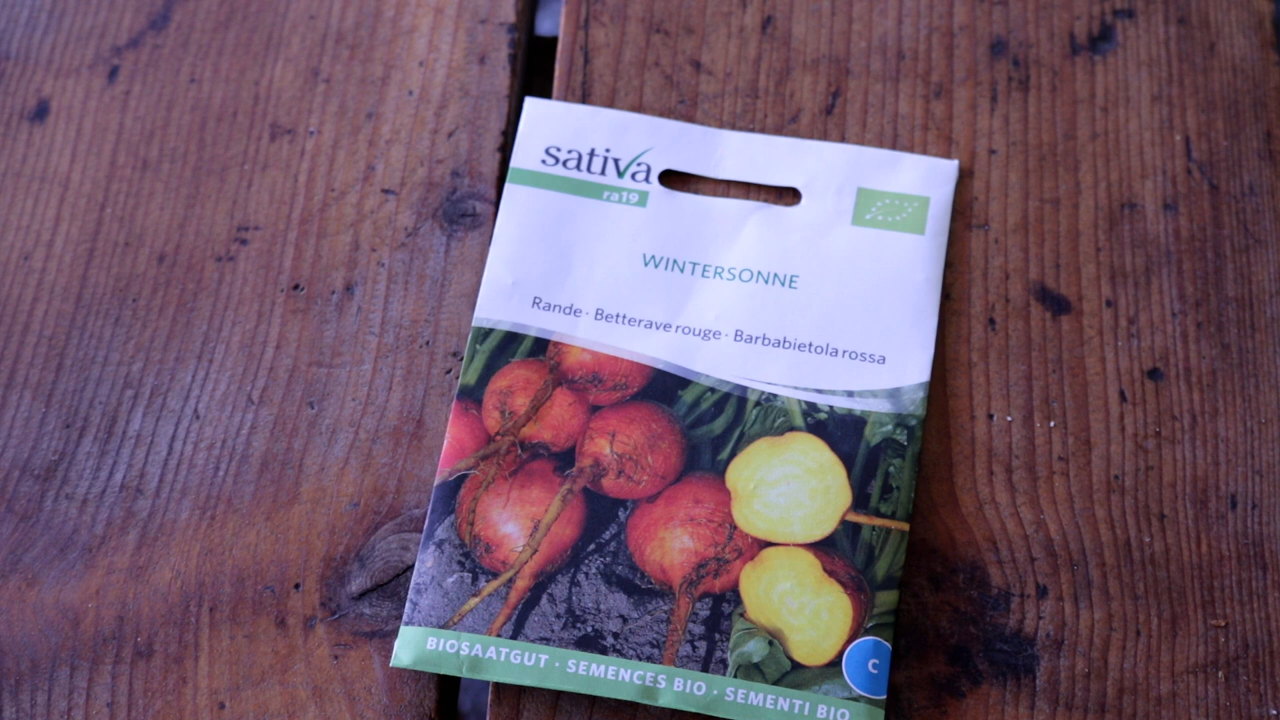 sativa
ra19
WINTERSONNE
Rande · Betterave rouge · Barbabietola rossa
BIOSAATGUT · SEMENCES BIO · SEMENTI BIO
C